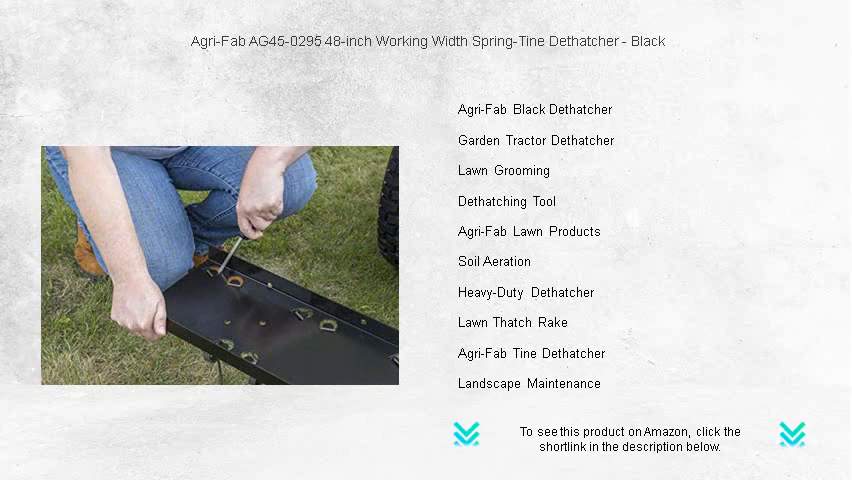 Agri-Fab AG45-0295 48-inch Working Width Spring-Tine Dethatcher - Black
Agri-Fab Black Dethatcher
Garden Tractor Dethatcher
Lawn Grooming
Dethatching Tool
Agri-Fab Lawn Products
Soil Aeration
Heavy-Duty Dethatcher
Lawn Thatch Rake
Agri-Fab Tine Dethatcher
Landscape Maintenance
To see this product on Amazon, click the
shortlink in the description below.